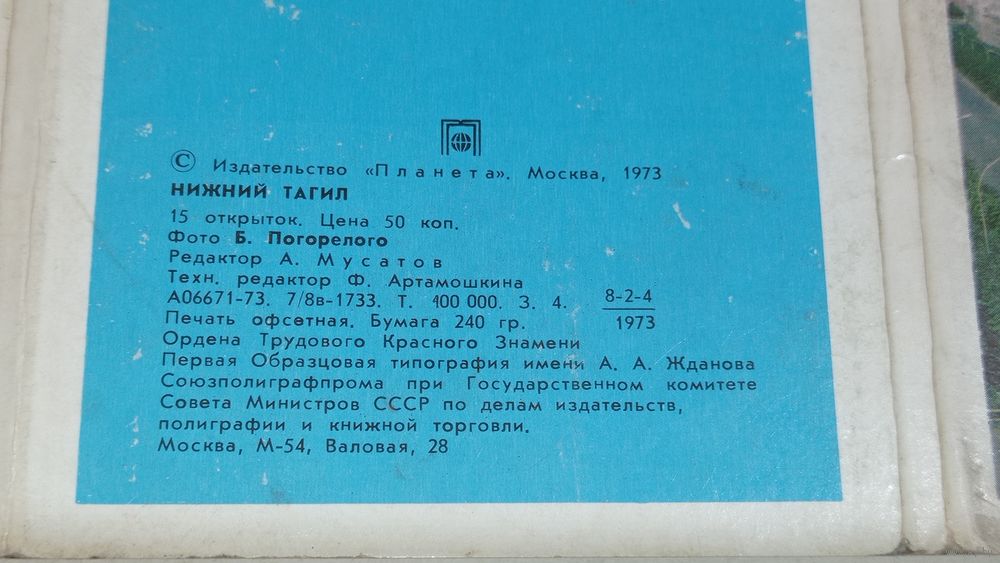 © Издательство «Планета». Москва, 1973
НИЖНИЙ ТАГИЛ
15 открыток. Цена 50 коп.
Фото Б. Погорелого
Редактор А. Мусатов
Техн. редактор Ф. Артамошкина
А06671-73. 7/8в-1733. Т. 100 000. З. 4. 8-2-4
Печать офсетная. Бумага 240 гр. 1973
Ордена Трудового Красного Знамени
Первая Образцовая типография имени А. А. Жданова
Союзполиграфпрома при Государственном комитете
Совета Министров СССР по делам издательств,
полиграфии и книжной торговли.
Москва, М-54, Валовая, 28